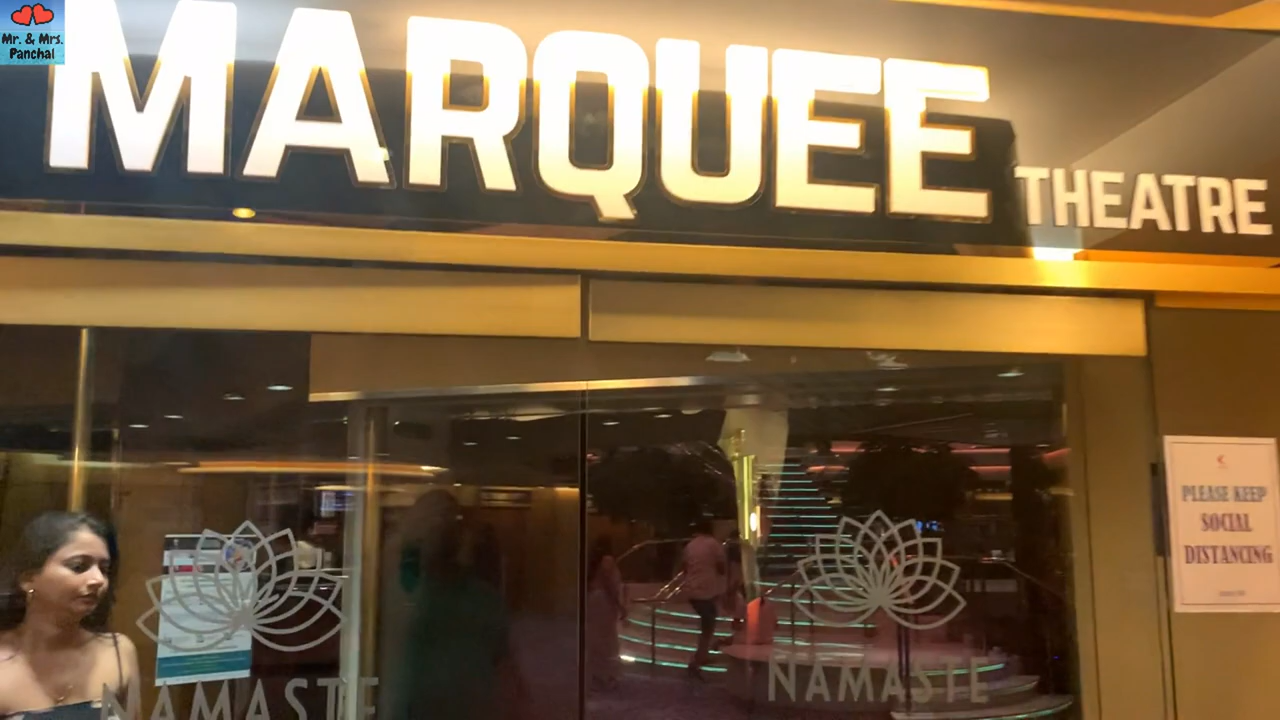 Mr. & Mrs.
Panchal
MARQUEE
THEATRE
PLEASE KEEP
SOCIAL
DISTANCING
NAMASTE
NAMASTE